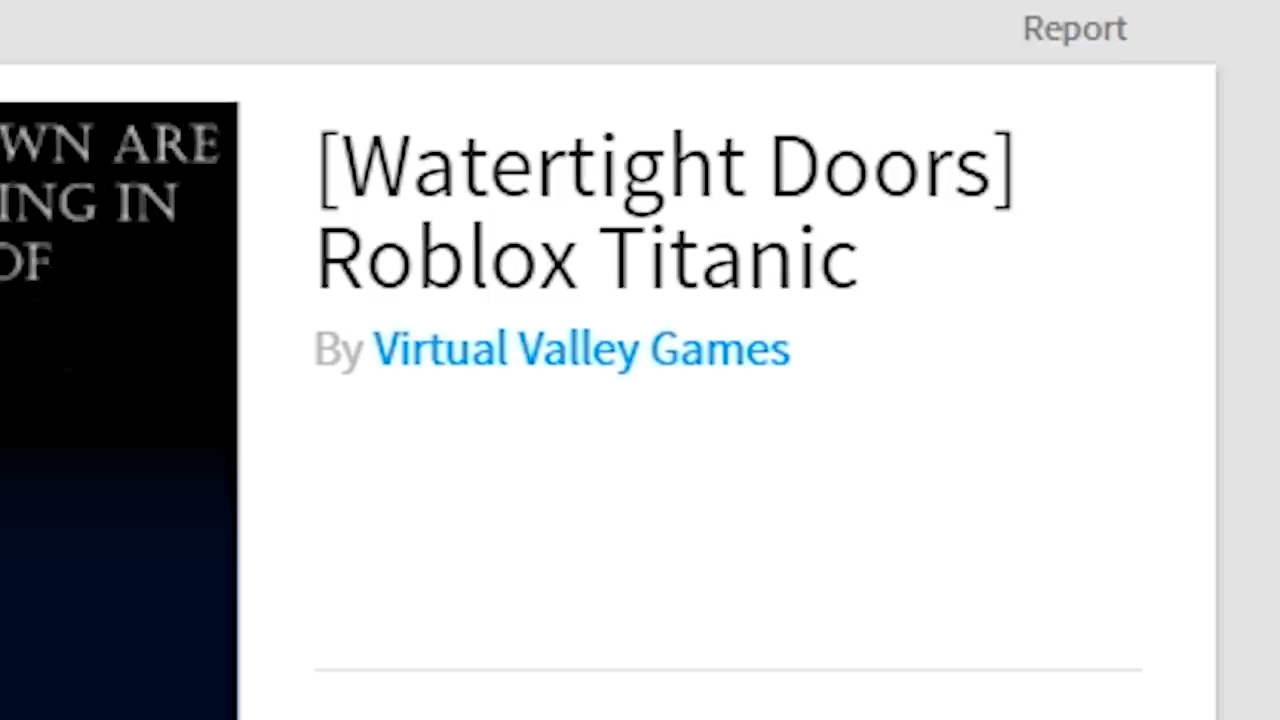 Report
WN ARE
ING IN
OF
[Watertight Doors]
Roblox Titanic
By Virtual Valley Games